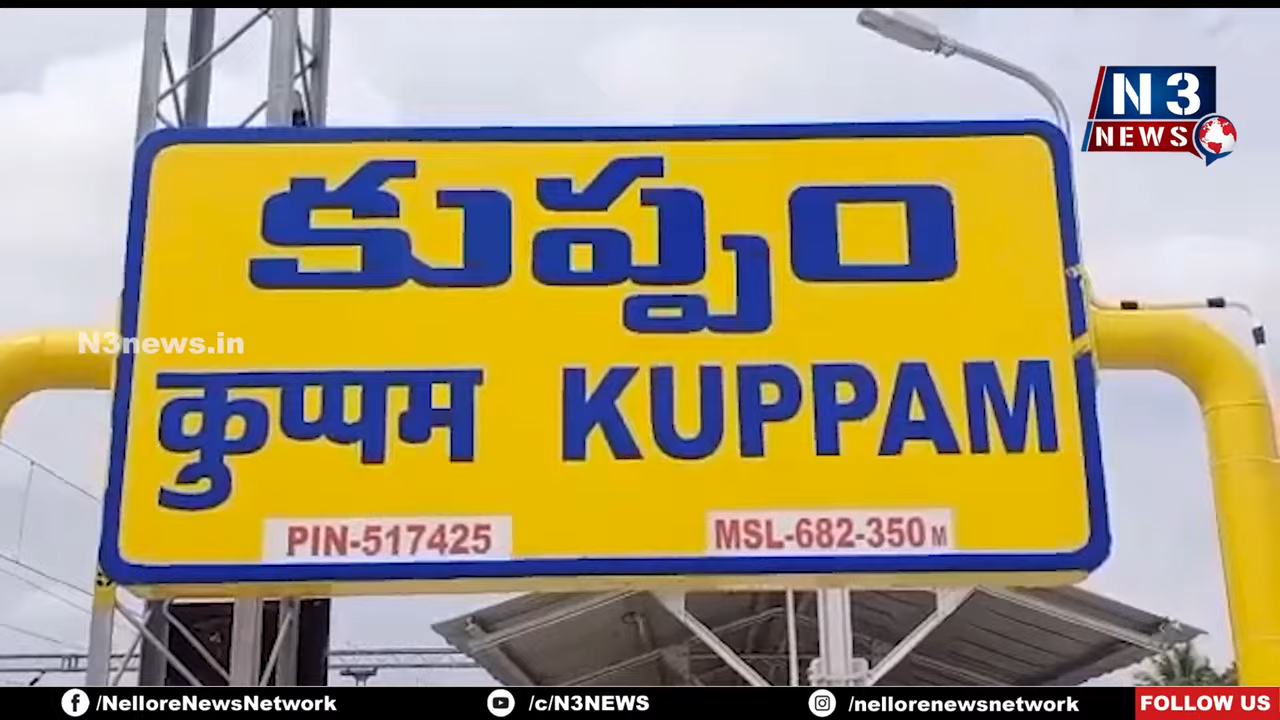 N3
NEWS
కుప్పం
N3news.in
कुप्पम KUPPAM
PIN-517425 MSL-682-350 M
/NelloreNewsNetwork /c/N3NEWS /nellorenewsnetwork FOLLOW US